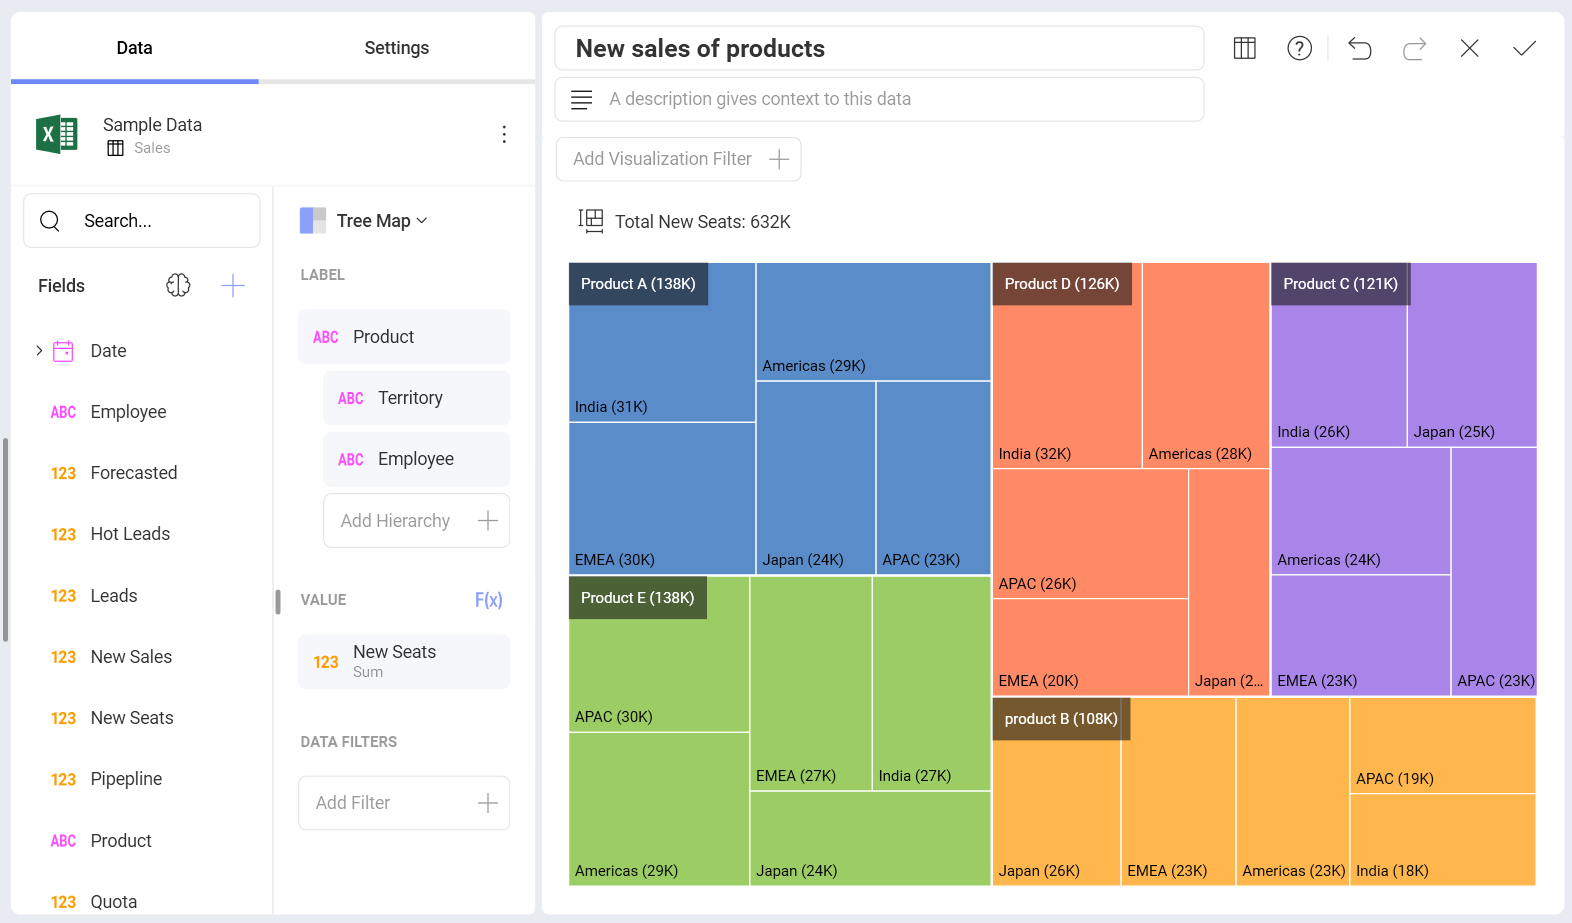 Data
Settings
Sample Data
Sales
Search...
Fields
Date
ABC Employee
123 Forecasted
123 Hot Leads
123 Leads
123 New Sales
123 New Seats
123 Pipepline
ABC Product
123 Quota
Tree Map
LABEL
ABC Product
ABC Territory
ABC Employee
Add Hierarchy
VALUE
F(x)
123 New Seats
Sum
DATA FILTERS
Add Filter
New sales of products
A description gives context to this data
Add Visualization Filter
Total New Seats: 632K
Product A (138K)
India (31K)
Americas (29K)
EMEA (30K)
Japan (24K)
APAC (23K)
Product E (138K)
APAC (30K)
Americas (29K)
EMEA (27K)
India (27K)
Japan (24K)
Product D (126K)
India (32K)
Americas (28K)
APAC (26K)
EMEA (20K)
Japan (2...
Product C (121K)
India (26K)
Japan (25K)
Americas (24K)
EMEA (23K)
APAC (23K)
product B (108K)
Japan (26K)
EMEA (23K)
Americas (23K)
APAC (19K)
India (18K)